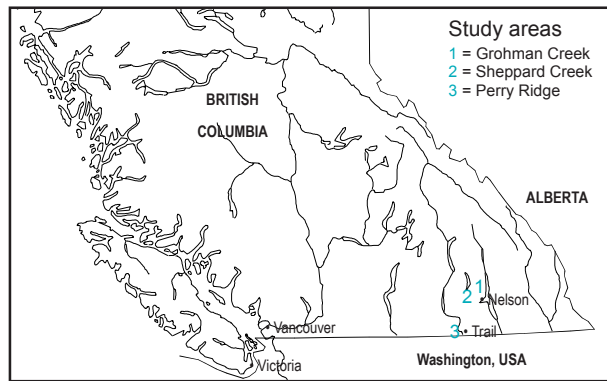 Study areas
1 = Grohman Creek
2 = Sheppard Creek
3 = Perry Ridge
BRITISH
COLUMBIA
ALBERTA
1
2
Nelson
Vancouver
3
Trail
Victoria
Washington, USA